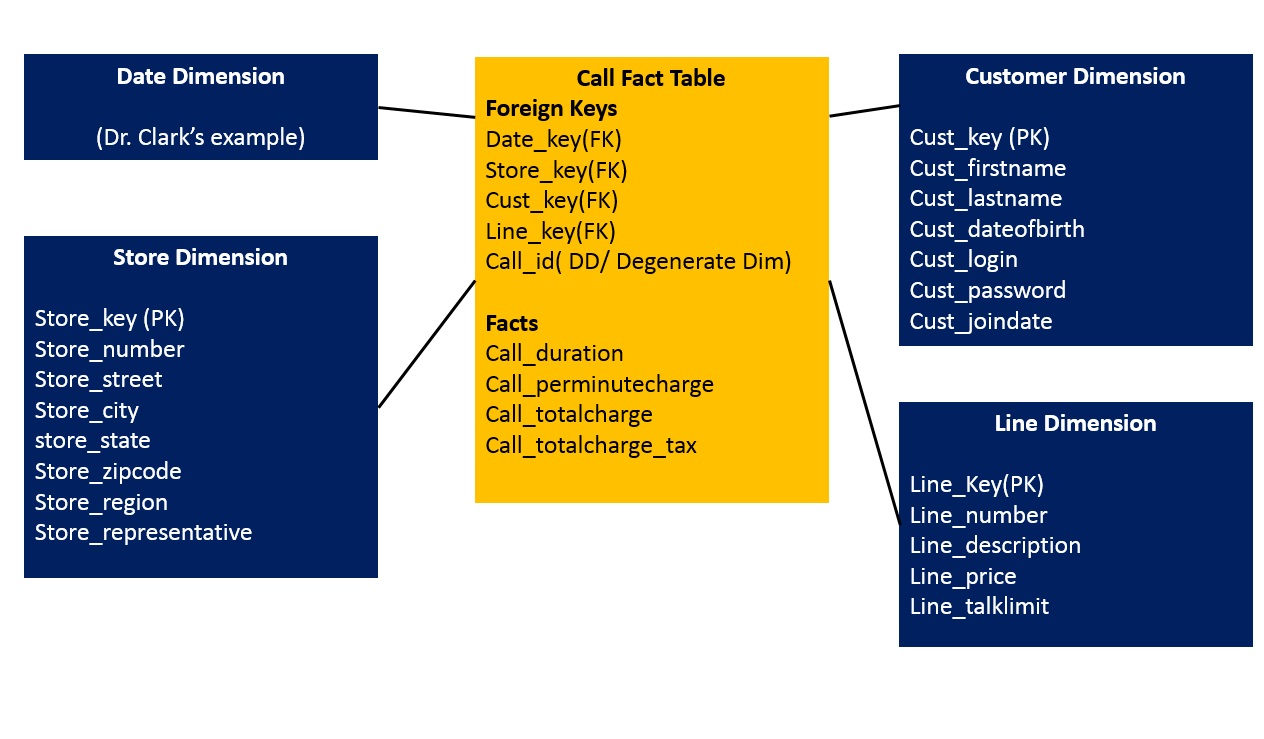 Date Dimension
(Dr. Clark’s example)
Store Dimension
Store_key (PK)
Store_number
Store_street
Store_city
store_state
Store_zipcode
Store_region
Store_representative
Call Fact Table
Foreign Keys
Date_key(FK)
Store_key(FK)
Cust_key(FK)
Line_key(FK)
Call_id( DD/ Degenerate Dim)
Facts
Call_duration
Call_perminutecharge
Call_totalcharge
Call_totalcharge_tax
Customer Dimension
Cust_key (PK)
Cust_firstname
Cust_lastname
Cust_dateofbirth
Cust_login
Cust_password
Cust_joindate
Line Dimension
Line_Key(PK)
Line_number
Line_description
Line_price
Line_talklimit